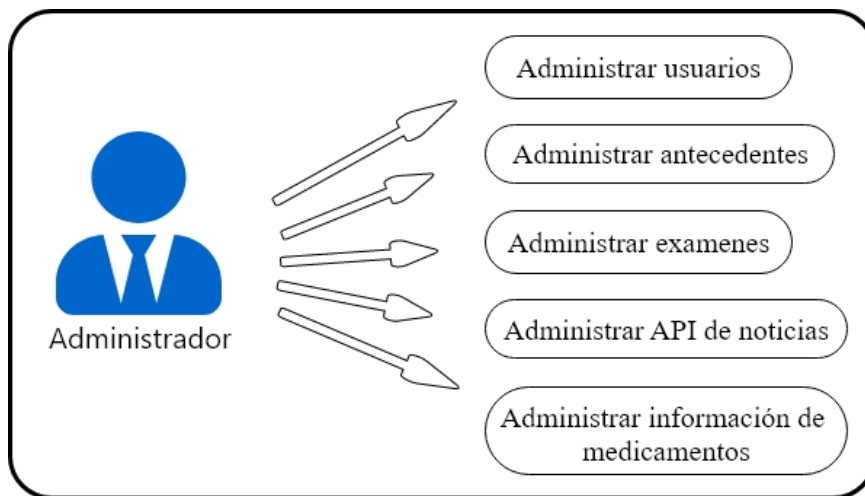 Administrar usuarios
Administrar antecedentes
Administrar examenes
Administrador
Administrar API de noticias
Administrar información de
medicamentos